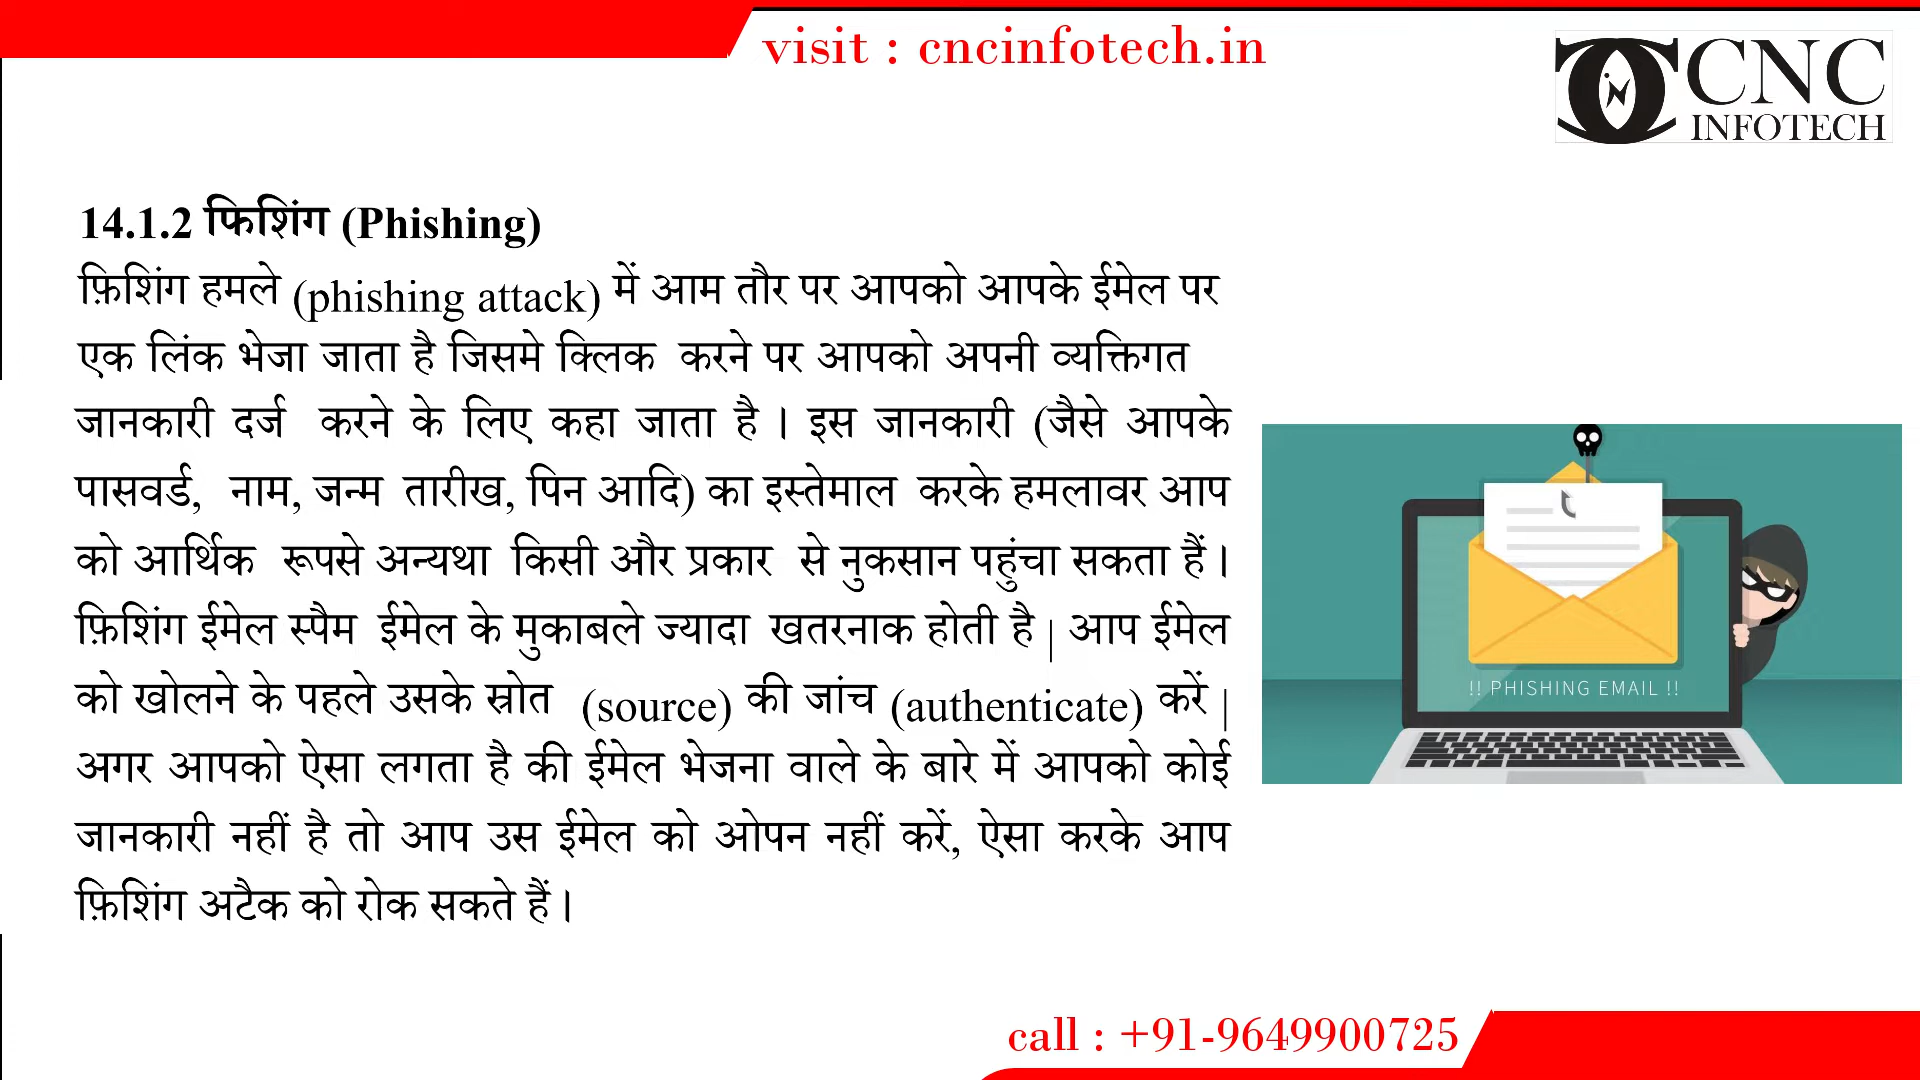 visit : cncinfotech.in
CNC
INFOTECH
14.1.2 फिशिंग (Phishing)
फ़िशिंग हमले (phishing attack) में आम तौर पर आपको आपके ईमेल पर
एक लिंक भेजा जाता है जिसमे क्लिक करने पर आपको अपनी व्यक्तिगत
जानकारी दर्ज करने के लिए कहा जाता है । इस जानकारी (जैसे आपके
पासवर्ड, नाम, जन्म तारीख, पिन आदि) का इस्तेमाल करके हमलावर आप
को आर्थिक रूपसे अन्यथा किसी और प्रकार से नुकसान पहुंचा सकता हैं ।
फ़िशिंग ईमेल स्पैम ईमेल के मुकाबले ज्यादा खतरनाक होती है | आप ईमेल
को खोलने के पहले उसके स्रोत (source) की जांच (authenticate) करें |
अगर आपको ऐसा लगता है की ईमेल भेजना वाले के बारे में आपको कोई
जानकारी नहीं है तो आप उस ईमेल को ओपन नहीं करें, ऐसा करके आप
फ़िशिंग अटैक को रोक सकते हैं ।
!! PHISHING EMAIL !!
call : +91-9649900725